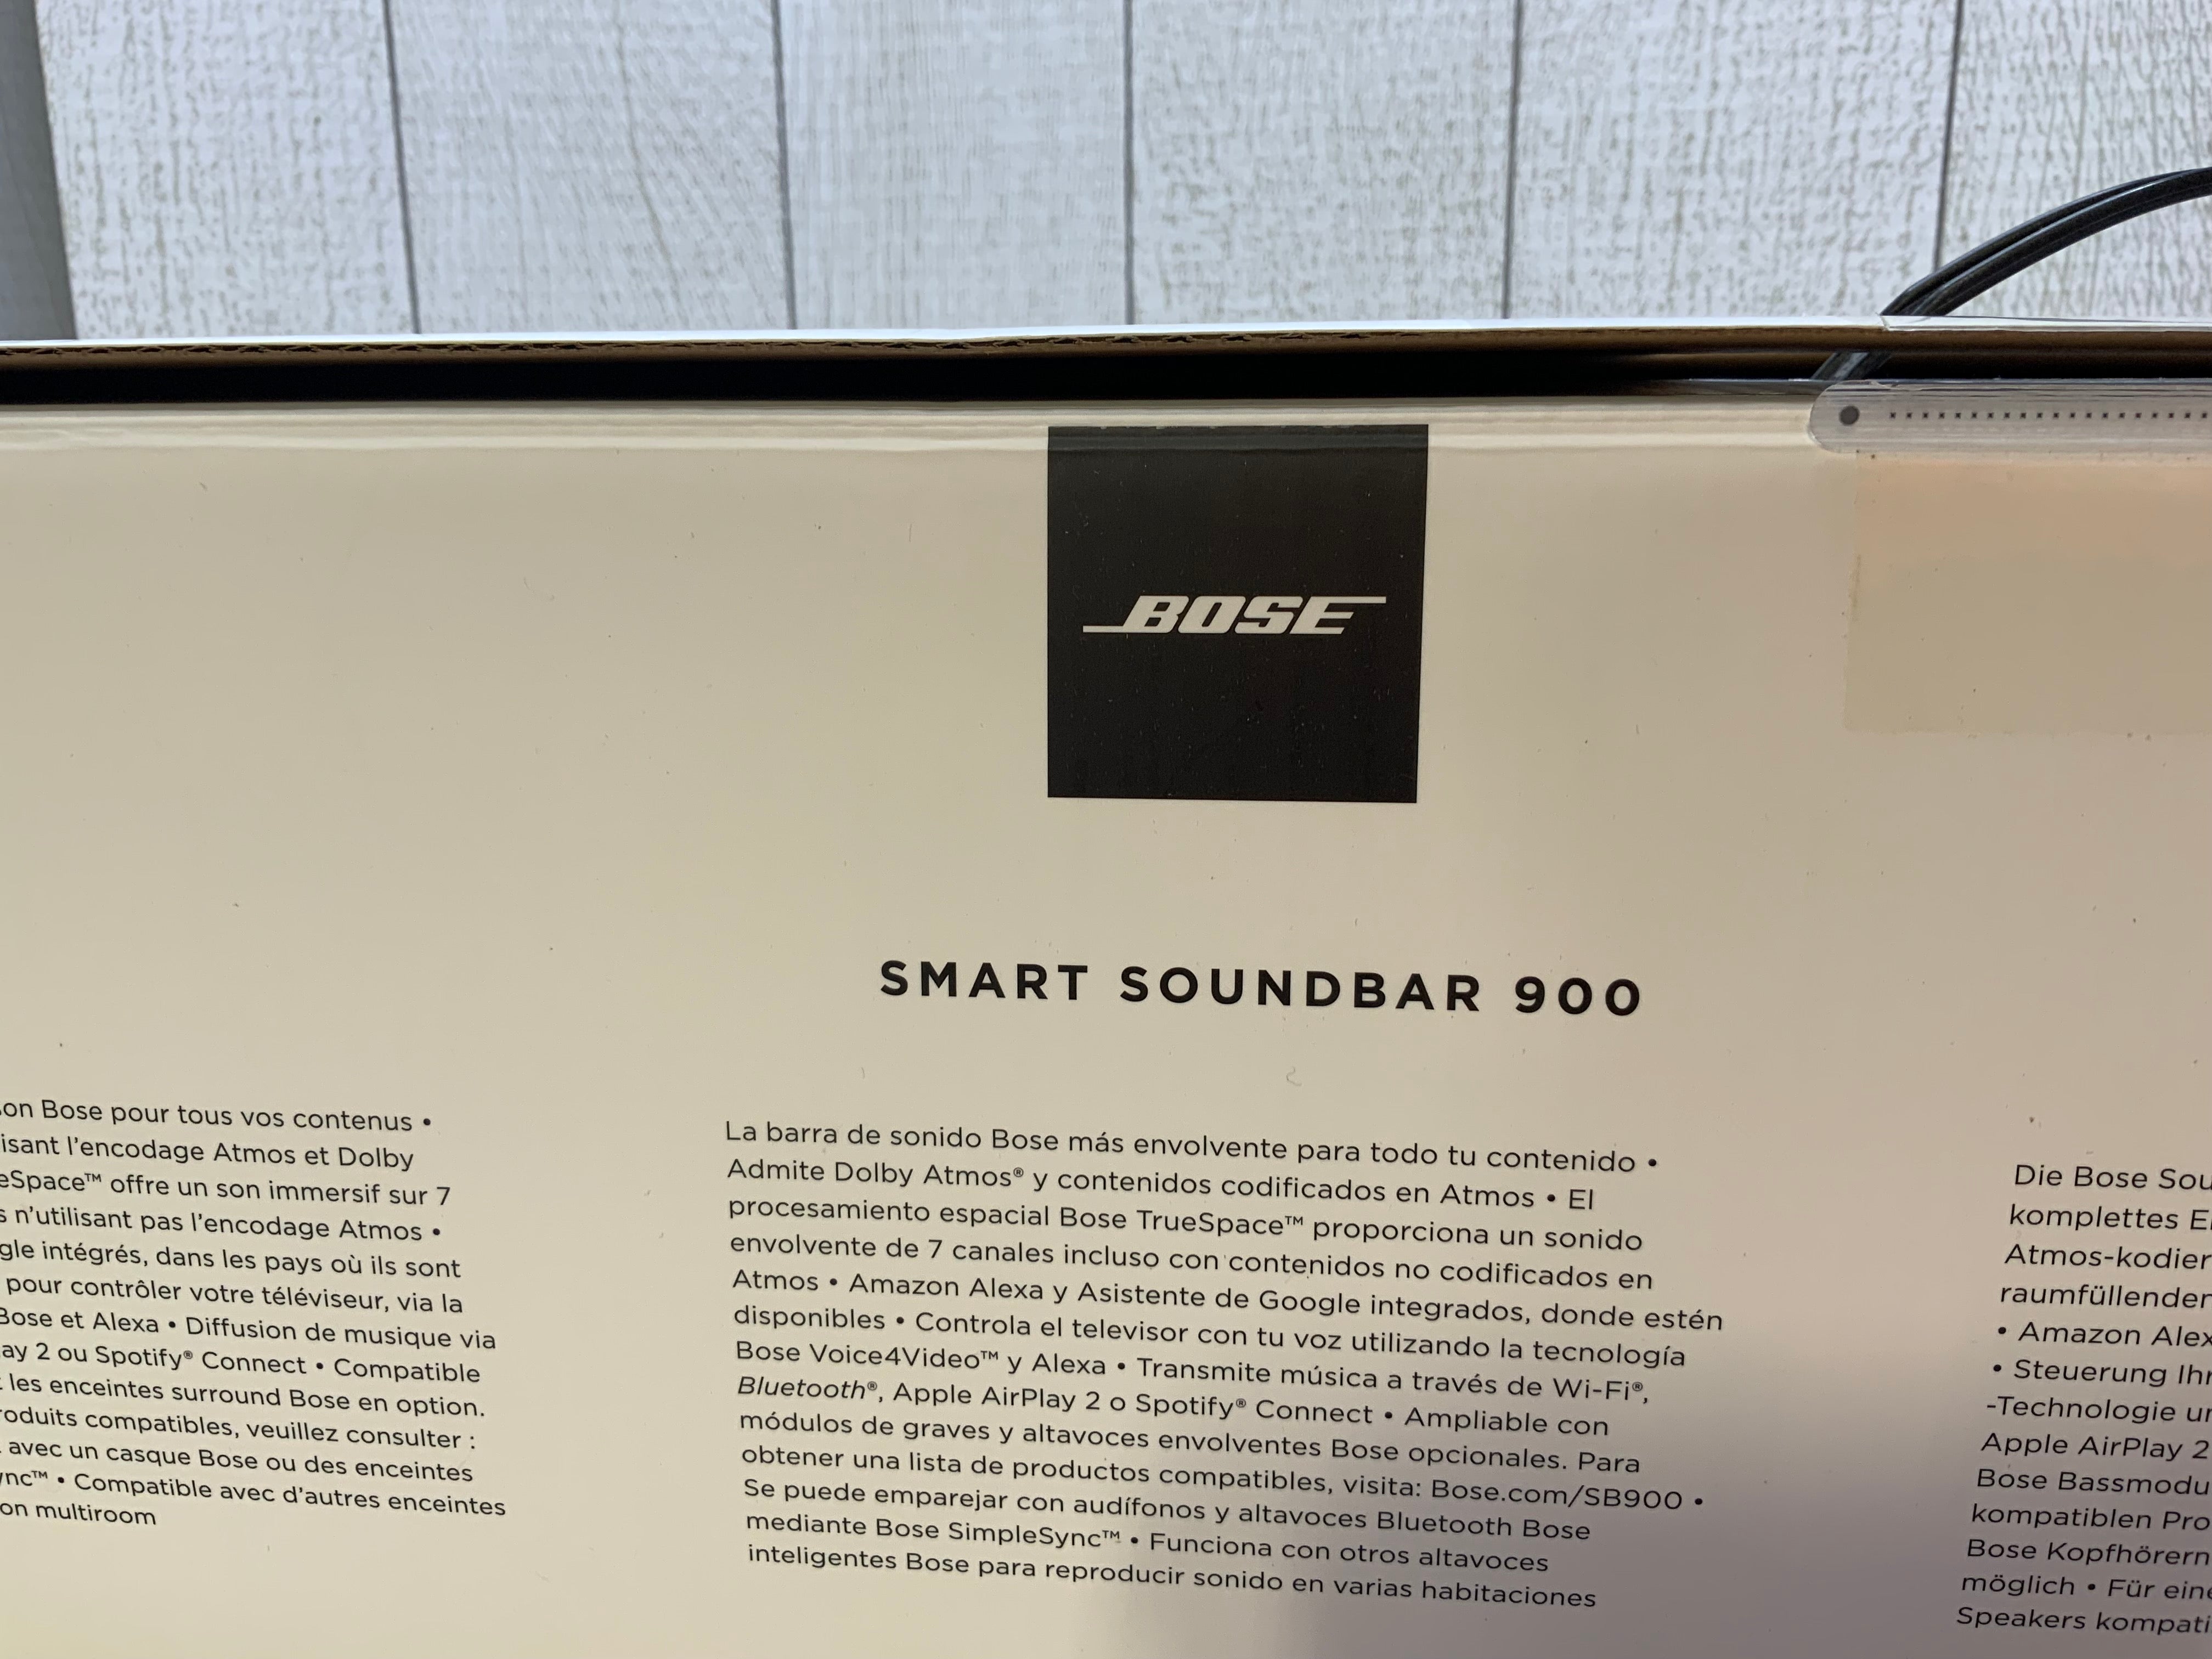 BOSE
SMART SOUNDBAR 900
on Bose pour tous vos contenus •
isant l'encodage Atmos et Dolby
eSpace™ offre un son immersif sur 7
s n'utilisant pas l'encodage Atmos •
gle intégrés, dans les pays où ils sont
pour contrôler votre téléviseur, via la
Bose et Alexa • Diffusion de musique via
ay 2 ou Spotify® Connect • Compatible
les enceintes surround Bose en option.
roduits compatibles, veuillez consulter :
avec un casque Bose ou des enceintes
ync™ • Compatible avec d'autres enceintes
on multiroom
La barra de sonido Bose más envolvente para todo tu contenido •
Admite Dolby Atmos® y contenidos codificados en Atmos • El
procesamiento espacial Bose TrueSpace™ proporciona un sonido
envolvente de 7 canales incluso con contenidos no codificados en
Atmos • Amazon Alexa y Asistente de Google integrados, donde estén
disponibles • Controla el televisor con tu voz utilizando la tecnología
Bose Voice4Video™ y Alexa • Transmite música a través de Wi-Fi®,
Bluetooth®, Apple AirPlay 2 o Spotify® Connect • Ampliable con
módulos de graves y altavoces envolventes Bose opcionales. Para
obtener una lista de productos compatibles, visita: Bose.com/SB900 •
Se puede emparejar con audífonos y altavoces Bluetooth Bose
mediante Bose SimpleSync™ • Funciona con otros altavoces
inteligentes Bose para reproducir sonido en varias habitaciones
Die Bose Sou
komplettes E
Atmos-kodier
raumfüllender
• Amazon Alex
• Steuerung Ihr
-Technologie un
Apple AirPlay 2
Bose Bassmodu
kompatiblen Pro
Bose Kopfhörern
möglich • Für eine
Speakers kompati